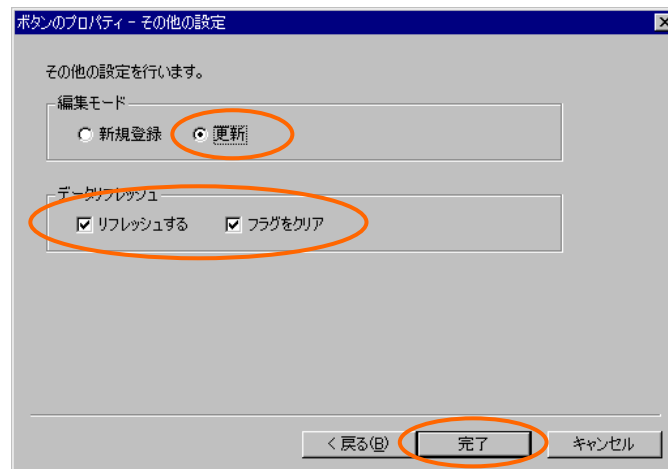 ボタンのプロパティ - その他の設定
その他の設定を行います。
編集モード
新規登録 更新
データリフレッシュ
リフレッシュする フラグをクリア
< 戻る(B) 完了 キャンセル